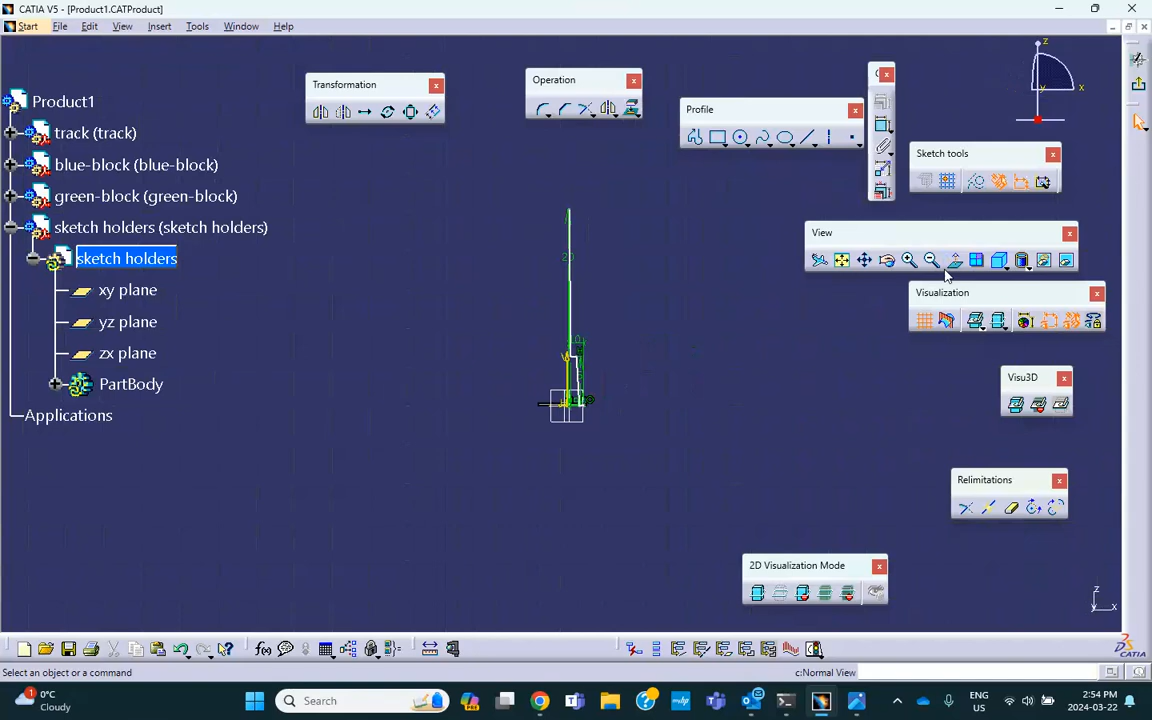 CATIA V5 - [Product1.CATProduct]
Start File Edit View Insert Tools Window Help
Product1
track (track)
blue-block (blue-block)
green-block (green-block)
sketch holders (sketch holders)
sketch holders
xy plane
yz plane
zx plane
PartBody
Applications
Transformation
Operation
Profile
Sketch tools
View
Visualization
Visu3D
Relimitations
2D Visualization Mode
z
x
y
20
z
x
CATIA
Select an object or a command
c:Normal View
0°C
Cloudy
Search
ENG
US
2:54 PM
2024-03-22